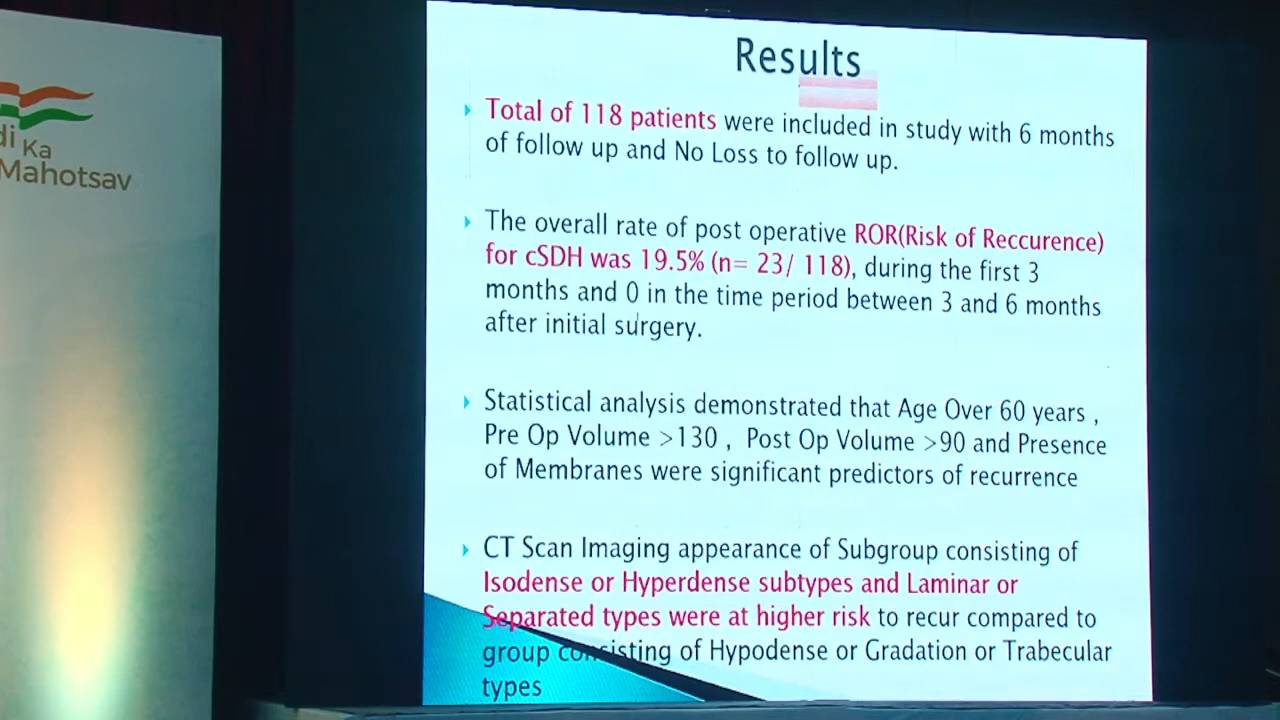 di
Ka
Mahotsav
Results
Total of 118 patients were included in study with 6 months
of follow up and No Loss to follow up.
The overall rate of post operative ROR(Risk of Reccurence)
for cSDH was 19.5% (n= 23/ 118), during the first 3
months and 0 in the time period between 3 and 6 months
after initial surgery.
Statistical analysis demonstrated that Age Over 60 years ,
Pre Op Volume >130 , Post Op Volume >90 and Presence
of Membranes were significant predictors of recurrence
CT Scan Imaging appearance of Subgroup consisting of
Isodense or Hyperdense subtypes and Laminar or
Separated types were at higher risk to recur compared to
group consisting of Hypodense or Gradation or Trabecular
types